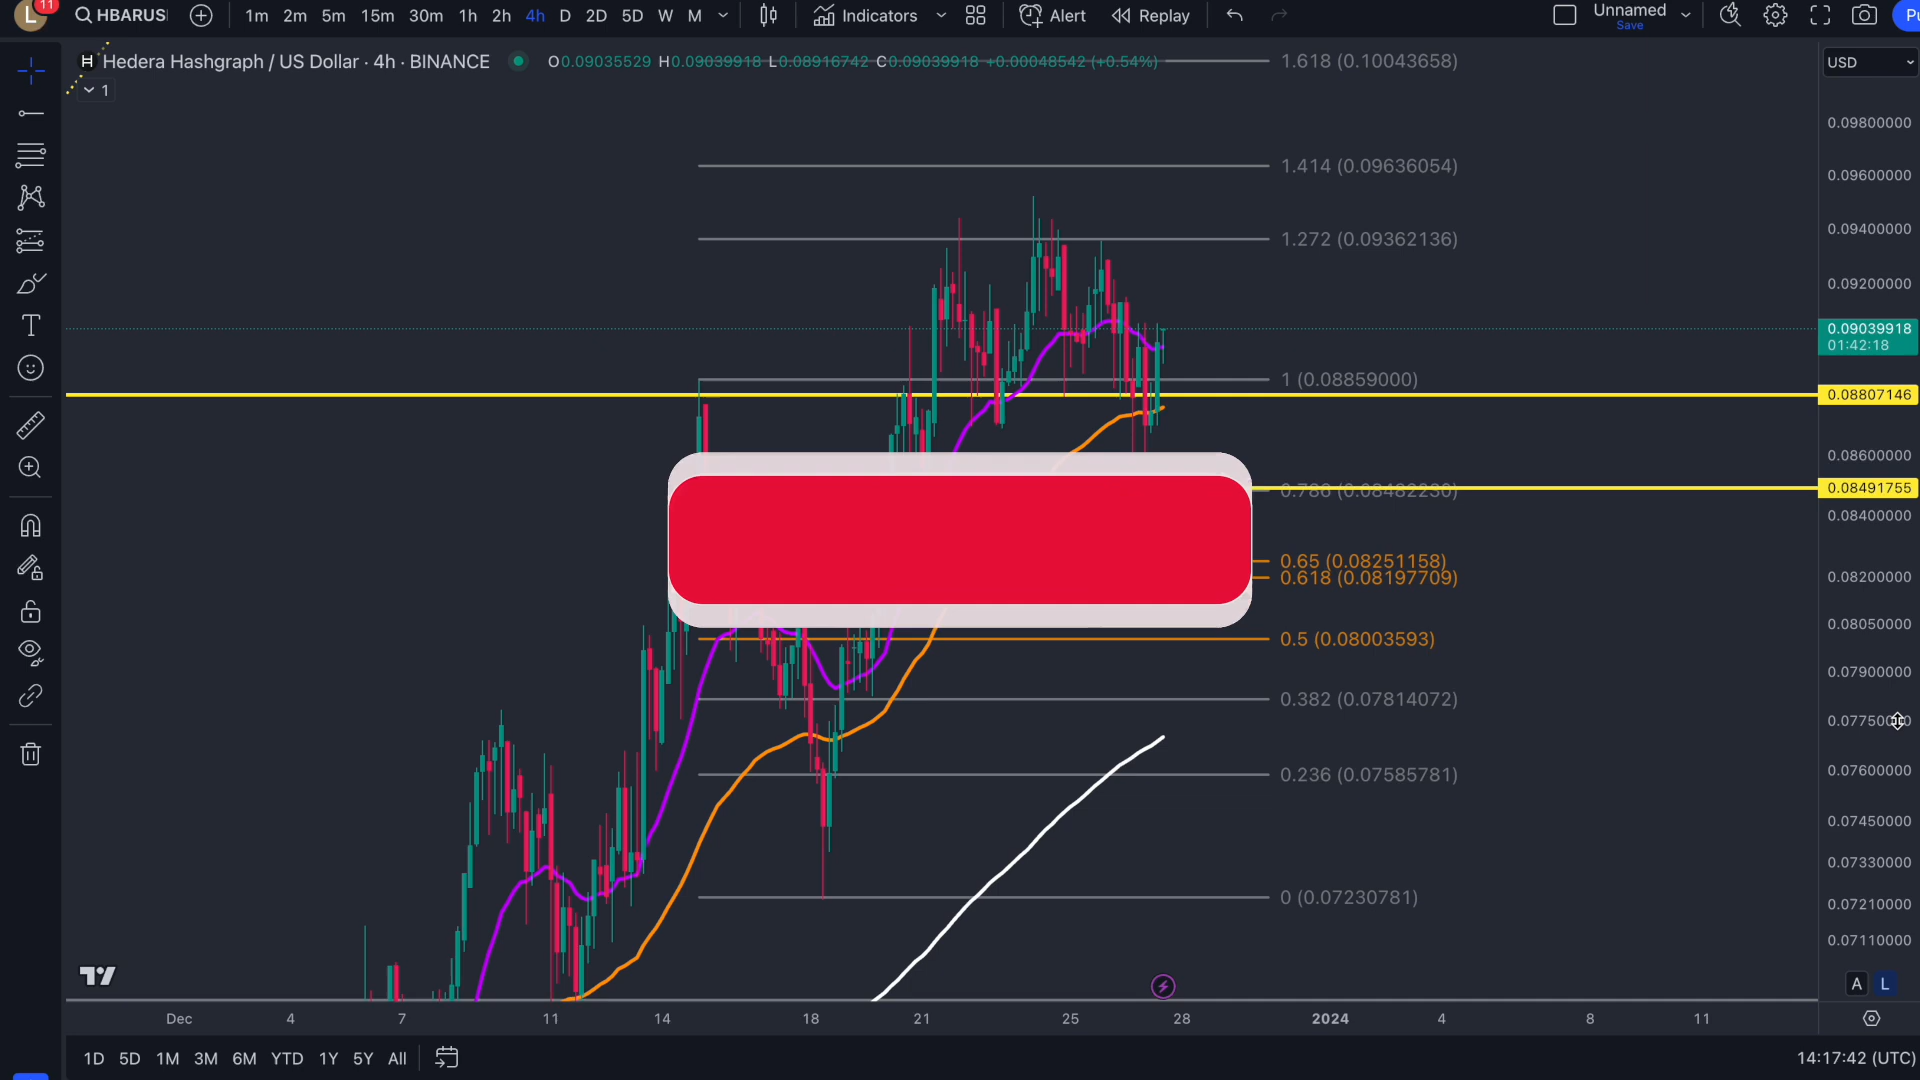 L 11 HBARUS 1m 2m 5m 15m 30m 1h 2h 4h D 2D 5D W M Indicators Alert Replay Unnamed
Save
H Hedera Hashgraph / US Dollar · 4h · BINANCE O0.09035529 H0.09039918 L0.08916742 C0.09039918 +0.00048542 (+0.54%) 1.618 (0.10043658) USD
1
0.09800000
1.414 (0.09636054)
0.09600000
0.09400000
1.272 (0.09362136)
0.09200000
0.09039918
01:42:18
1 (0.08859000)
0.08807146
0.08600000
0.786 (0.08482230) 0.08491755
0.08400000
0.65 (0.08251158)
0.618 (0.08197709) 0.08200000
0.08050000
0.5 (0.08003593)
0.07900000
0.382 (0.07814072)
0.236 (0.07585781) 0.07600000
0.07450000
0.07330000
0 (0.07230781) 0.07210000
0.07110000
A L
Dec 4 7 11 14 18 21 25 28 2024 4 8 11
1D 5D 1M 3M 6M YTD 1Y 5Y All 14:17:42 (UTC)